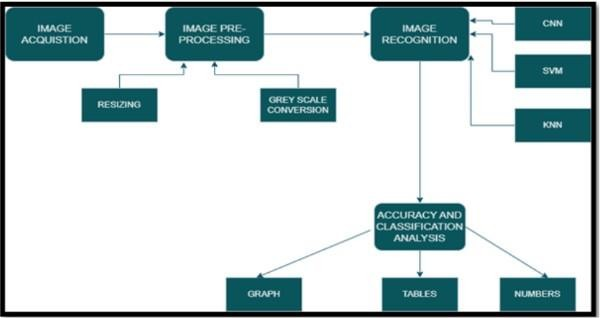 IMAGE
ACQUISTION
IMAGE PRE-
PROCESSING
IMAGE
RECOGNITION
CNN
SVM
KNN
RESIZING
GREY SCALE
CONVERSION
ACCURACY AND
CLASSIFICATION
ANALYSIS
GRAPH
TABLES
NUMBERS